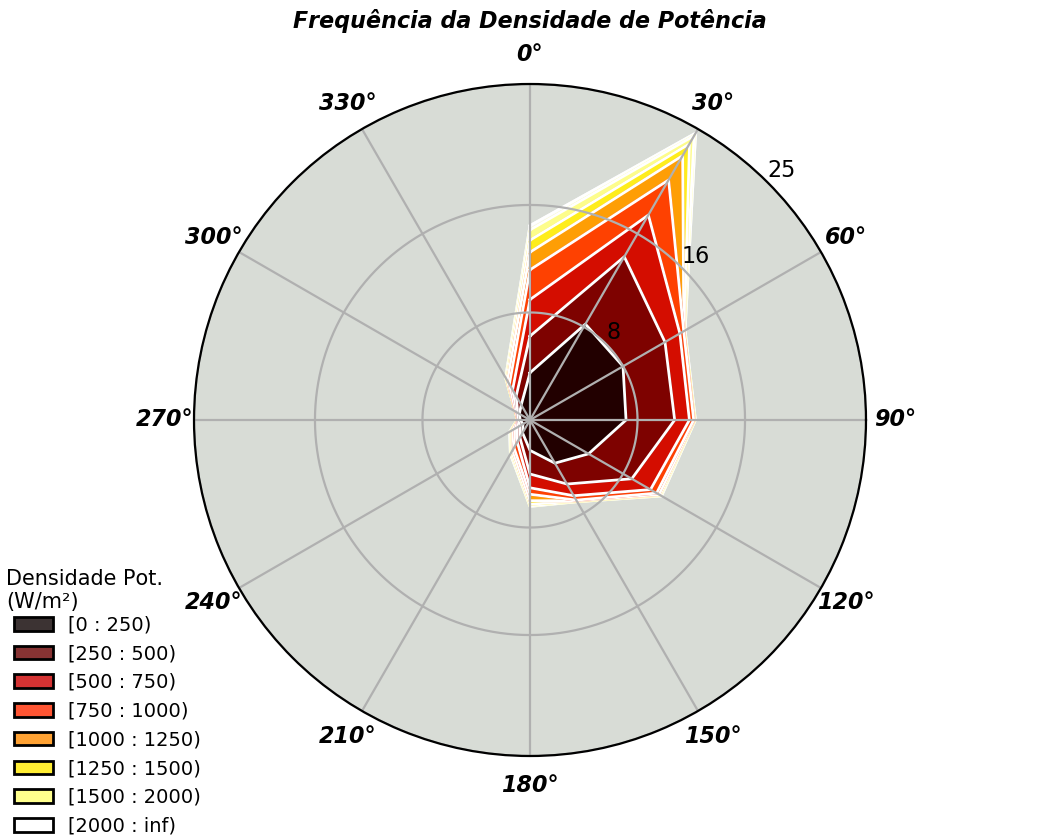 Frequência da Densidade de Potência
0°
330°
30°
25
300°
60°
16
8
270°
90°
240°
120°
210°
150°
180°
Densidade Pot.
(W/m²)
[0 : 250)
[250 : 500)
[500 : 750)
[750 : 1000)
[1000 : 1250)
[1250 : 1500)
[1500 : 2000)
[2000 : inf)